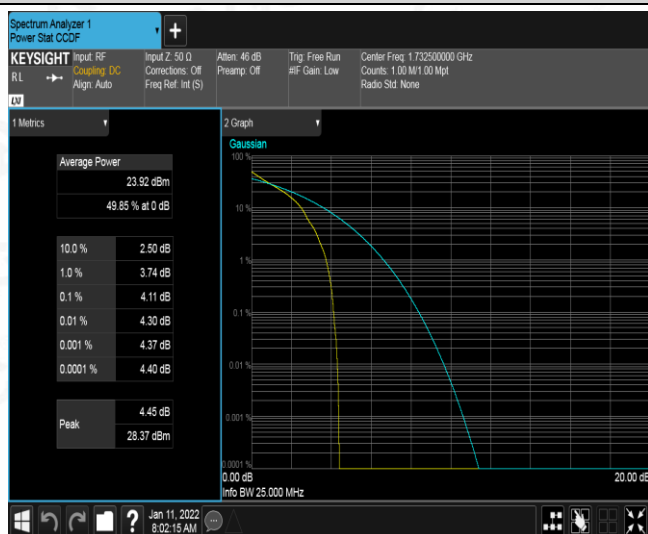 Spectrum Analyzer 1
Power Stat CCDF
+
KEYSIGHT
RL
LXI
Input: RF
Coupling: DC
Align: Auto
Input Z: 50 Ω
Corrections: Off
Freq Ref: Int (S)
Atten: 46 dB
Preamp: Off
Trig: Free Run
#IF Gain: Low
Center Freq: 1.732500000 GHz
Counts: 1.00 M/1.00 Mpt
Radio Std: None
1 Metrics
Average Power
23.92 dBm
49.85 % at 0 dB
10.0 % 2.50 dB
1.0 % 3.74 dB
0.1 % 4.11 dB
0.01 % 4.30 dB
0.001 % 4.37 dB
0.0001 % 4.40 dB
Peak
4.45 dB
28.37 dBm
2 Graph
Gaussian
100 %
10 %
1 %
0.1 %
0.01 %
0.001 %
0.0001 %
0.00 dB
20.00 dB
Info BW 25.000 MHz
?
Jan 11, 2022
8:02:15 AM